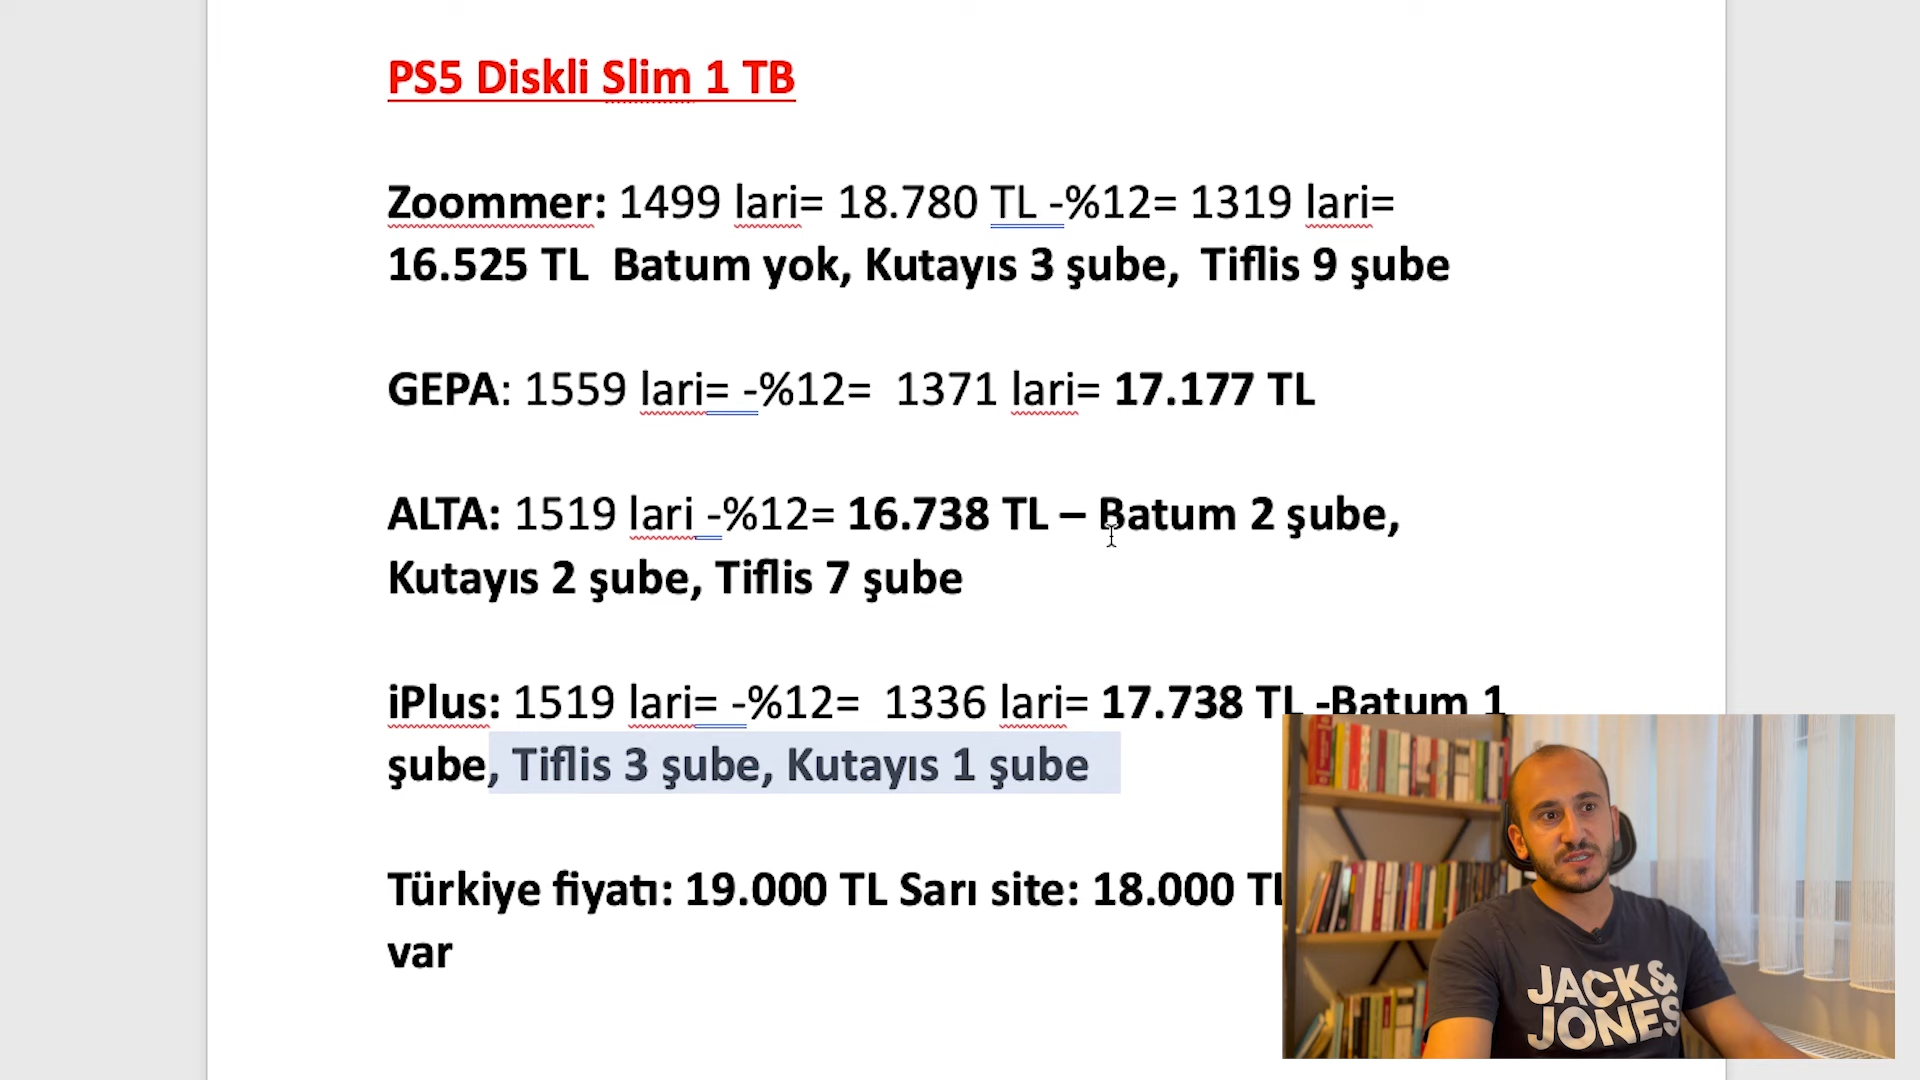 PS5 Diskli Slim 1 TB
Zoommer: 1499 lari= 18.780 TL -%12= 1319 lari=
16.525 TL  Batum yok, Kutayıs 3 şube,  Tiflis 9 şube
GEPA: 1559 lari= -%12=  1371 lari= 17.177 TL
ALTA: 1519 lari -%12= 16.738 TL – Batum 2 şube,
Kutayıs 2 şube, Tiflis 7 şube
iPlus: 1519 lari= -%12=  1336 lari= 17.738 TL -Batum 1
şube, Tiflis 3 şube, Kutayıs 1 şube
Türkiye fiyatı: 19.000 TL Sarı site: 18.000 TL
var
JACK&
JONES